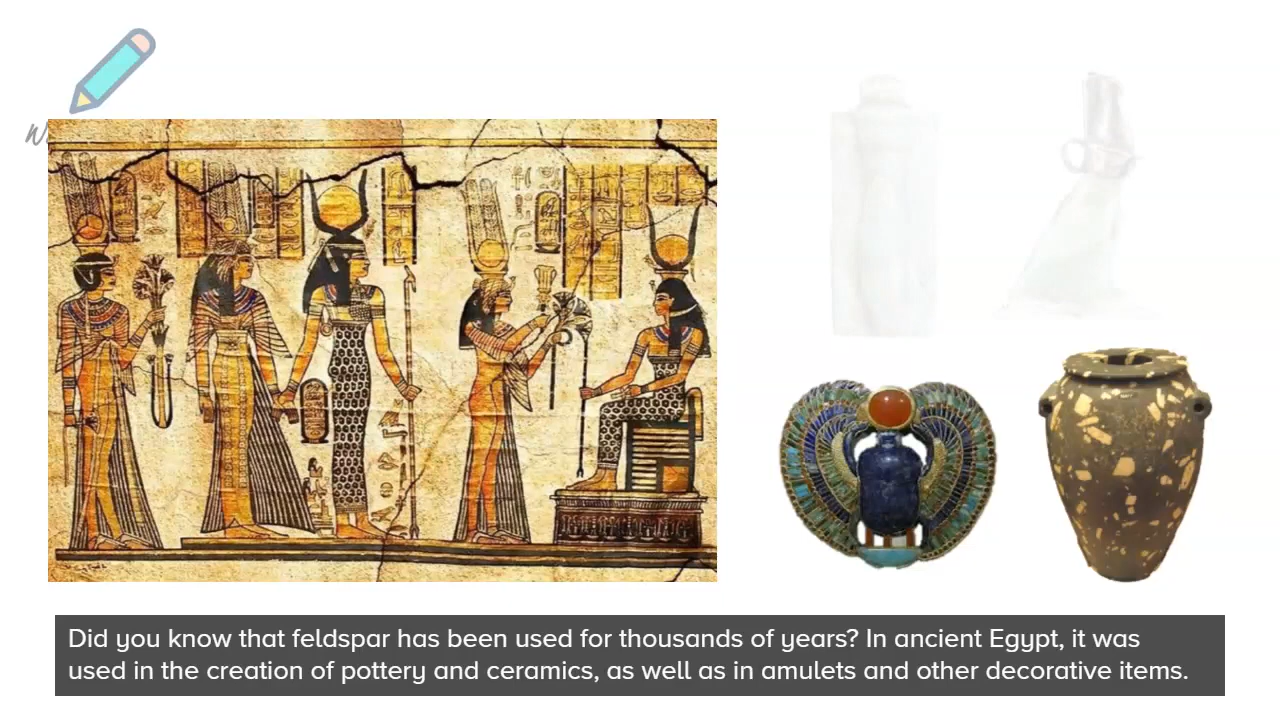 Did you know that feldspar has been used for thousands of years? In ancient Egypt, it was
used in the creation of pottery and ceramics, as well as in amulets and other decorative items.